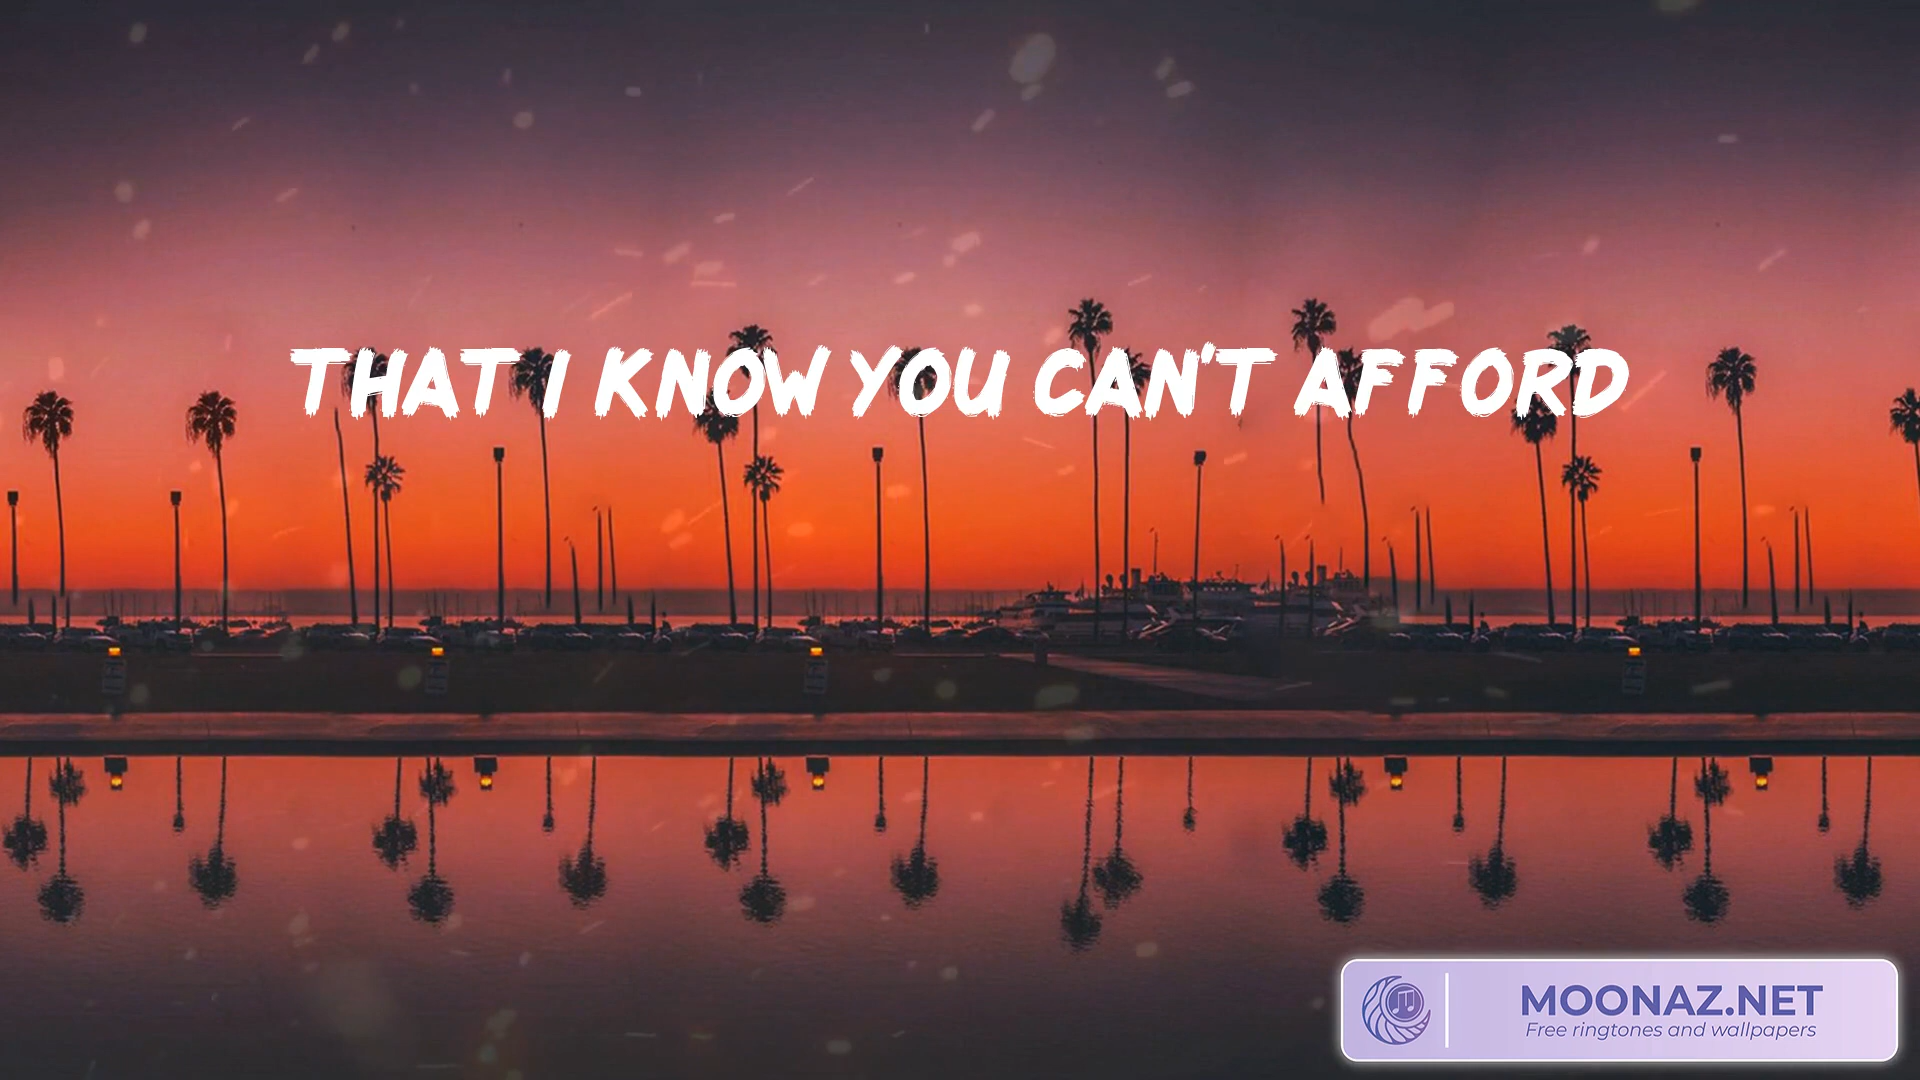 THAT I KNOW YOU CAN'T AFFORD
MOONAZ.NET
Free ringtones and wallpapers